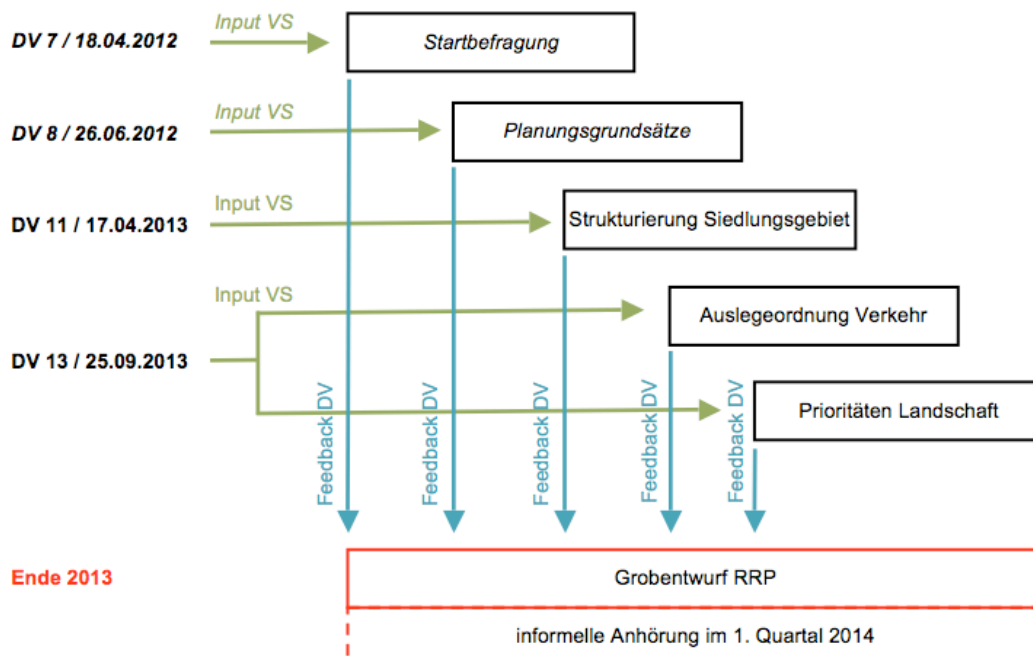 Input VS
DV 7 / 18.04.2012
Startbefragung
Input VS
DV 8 / 26.06.2012
Planungsgrundsätze
Input VS
DV 11 / 17.04.2013
Strukturierung Siedlungsgebiet
Input VS
Auslegeordnung Verkehr
DV 13 / 25.09.2013
Prioritäten Landschaft
Feedback DV
Feedback DV
Feedback DV
Feedback DV
Feedback DV
Ende 2013
Grobentwurf RRP
informelle Anhörung im 1. Quartal 2014